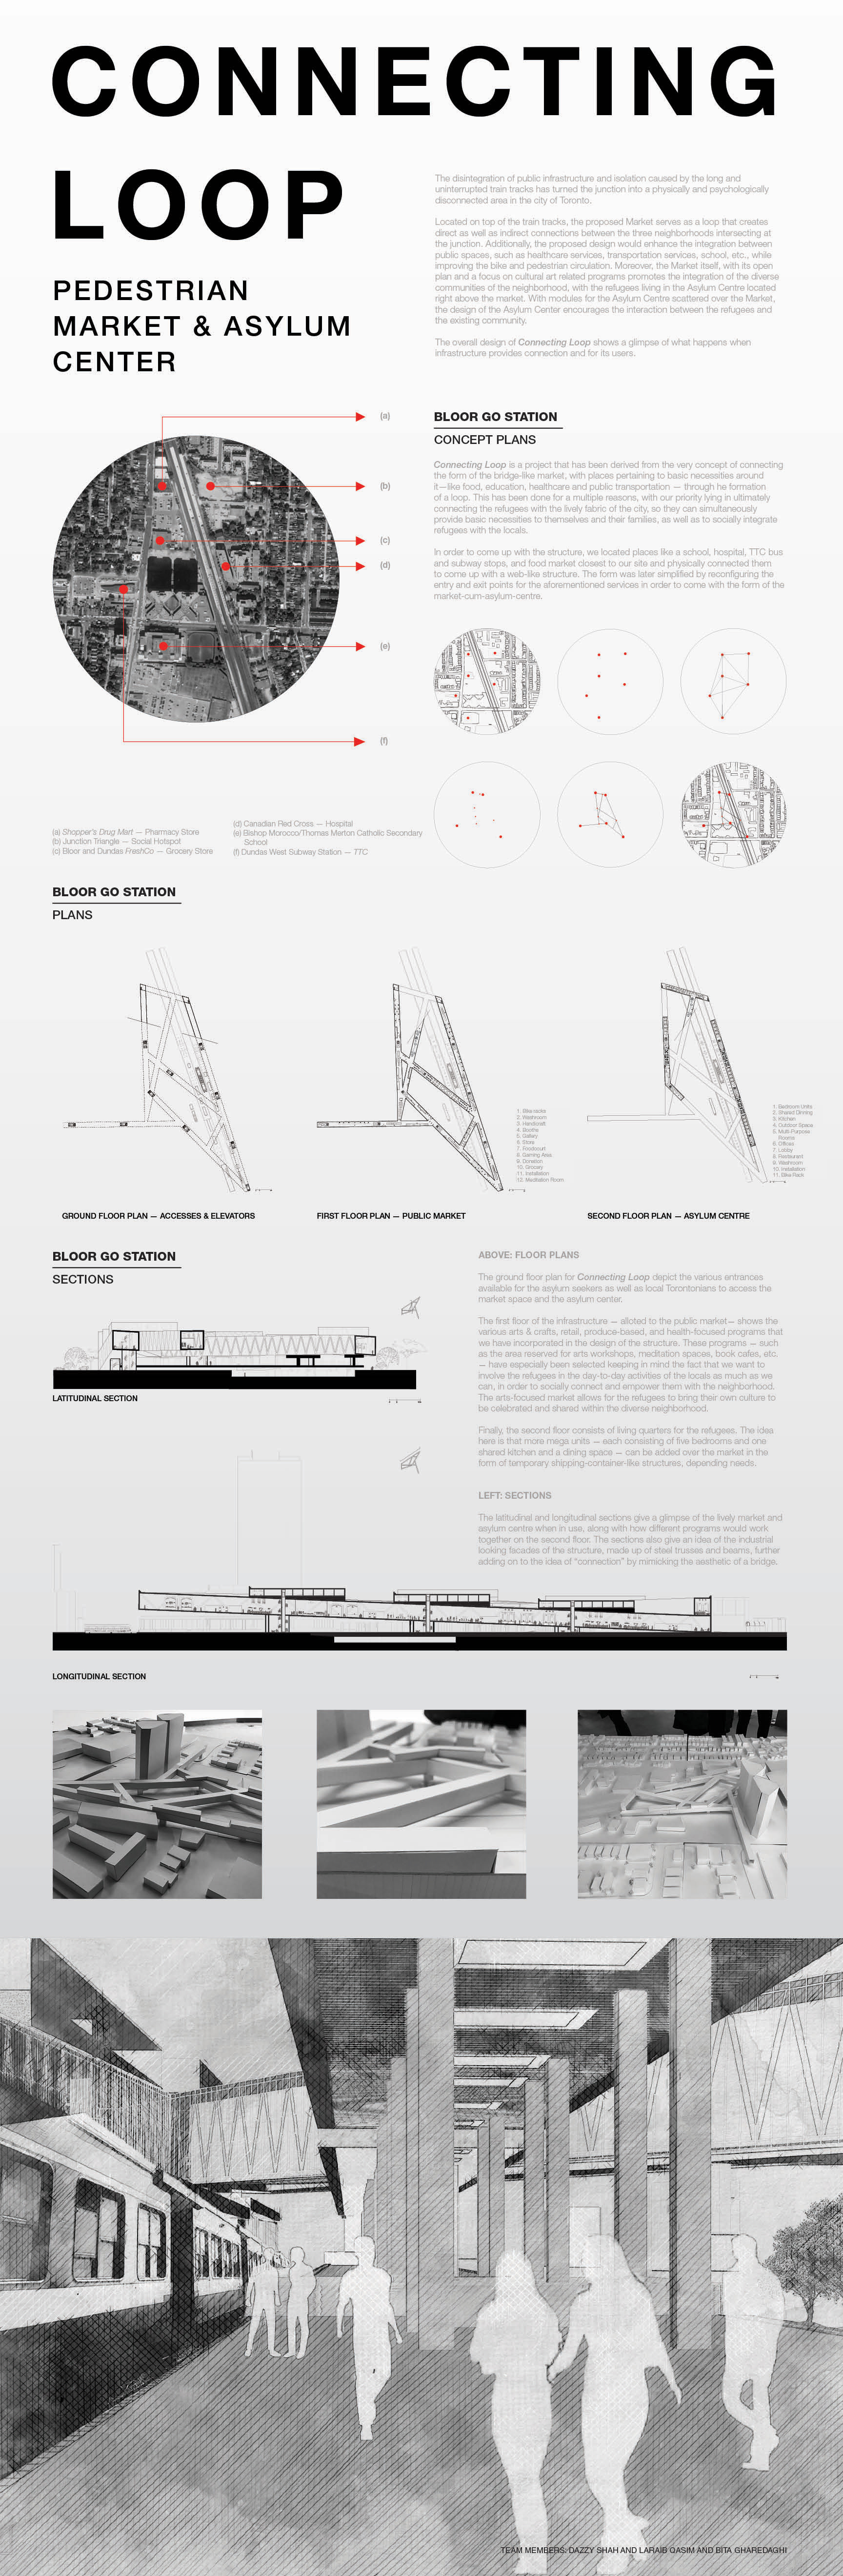 CONNECTING
LOOP
PEDESTRIAN
MARKET & ASYLUM
CENTER
The disintegration of public infrastructure and isolation caused by the long and
uninterrupted train tracks has turned the junction into a physically and psychologically
disconnected area in the city of Toronto.
Located on top of the train tracks, the proposed Market serves as a loop that creates
direct as well as indirect connections between the three neighborhoods intersecting at
the junction. Additionally, the proposed design would enhance the integration between
public spaces, such as healthcare services, transportation services, school, etc., while
improving the bike and pedestrian circulation. Moreover, the Market itself, with its open
plan and a focus on cultural art related programs promotes the integration of the diverse
communities of the neighborhood, with the refugees living in the Asylum Centre located
right above the market. With modules for the Asylum Centre scattered over the Market,
the design of the Asylum Center encourages the interaction between the refugees and
the existing community.
The overall design of Connecting Loop shows a glimpse of what happens when
infrastructure provides connection and for its users.
(a)
(b)
(c)
(d)
(e)
(f)
(a) Shopper's Drug Mart — Pharmacy Store
(b) Junction Triangle — Social Hotspot
(c) Bloor and Dundas FreshCo — Grocery Store
(d) Canadian Red Cross — Hospital
(e) Bishop Morocco/Thomas Merton Catholic Secondary
School
(f) Dundas West Subway Station — TTC
BLOOR GO STATION
CONCEPT PLANS
Connecting Loop is a project that has been derived from the very concept of connecting
the form of the bridge-like market, with places pertaining to basic necessities around
it—like food, education, healthcare and public transportation — through he formation
of a loop. This has been done for a multiple reasons, with our priority lying in ultimately
connecting the refugees with the lively fabric of the city, so they can simultaneously
provide basic necessities to themselves and their families, as well as to socially integrate
refugees with the locals.
In order to come up with the structure, we located places like a school, hospital, TTC bus
and subway stops, and food market closest to our site and physically connected them
to come up with a web-like structure. The form was later simplified by reconfiguring the
entry and exit points for the aforementioned services in order to come with the form of the
market-cum-asylum-centre.
BLOOR GO STATION
PLANS
1. Bike racks
2. Washroom
3. Handicraft
4. Booths
5. Gallery
6. Store
7. Foodcourt
8. Gaming Area
9. Donation
10. Grocery
11. Installation
12. Meditation Room
1. Bedroom Units
2. Shared Dinning
3. Kitchen
4. Outdoor Space
5. Multi-Purpose
Rooms
6. Offices
7. Lobby
8. Restaurant
9. Washroom
10. Installation
11. Bike Rack
GROUND FLOOR PLAN — ACCESSES & ELEVATORS
FIRST FLOOR PLAN — PUBLIC MARKET
SECOND FLOOR PLAN — ASYLUM CENTRE
BLOOR GO STATION
SECTIONS
LATITUDINAL SECTION
ABOVE: FLOOR PLANS
The ground floor plan for Connecting Loop depict the various entrances
available for the asylum seekers as well as local Torontonians to access the
market space and the asylum center.
The first floor of the infrastructure — alloted to the public market— shows the
various arts & crafts, retail, produce-based, and health-focused programs that
we have incorporated in the design of the structure. These programs — such
as the area reserved for arts workshops, meditation spaces, book cafes, etc.
— have especially been selected keeping in mind the fact that we want to
involve the refugees in the day-to-day activities of the locals as much as we
can, in order to socially connect and empower them with the neighborhood.
The arts-focused market allows for the refugees to bring their own culture to
be celebrated and shared within the diverse neighborhood.
Finally, the second floor consists of living quarters for the refugees. The idea
here is that more mega units — each consisting of five bedrooms and one
shared kitchen and a dining space — can be added over the market in the
form of temporary shipping-container-like structures, depending needs.
LEFT: SECTIONS
The latitudinal and longitudinal sections give a glimpse of the lively market and
asylum centre when in use, along with how different programs would work
together on the second floor. The sections also give an idea of the industrial
looking facades of the structure, made up of steel trusses and beams, further
adding on to the idea of “connection” by mimicking the aesthetic of a bridge.
LONGITUDINAL SECTION
TEAM MEMBERS: DAZZY SHAH AND LARAIB QASIM AND BITA GHAREDAGHI